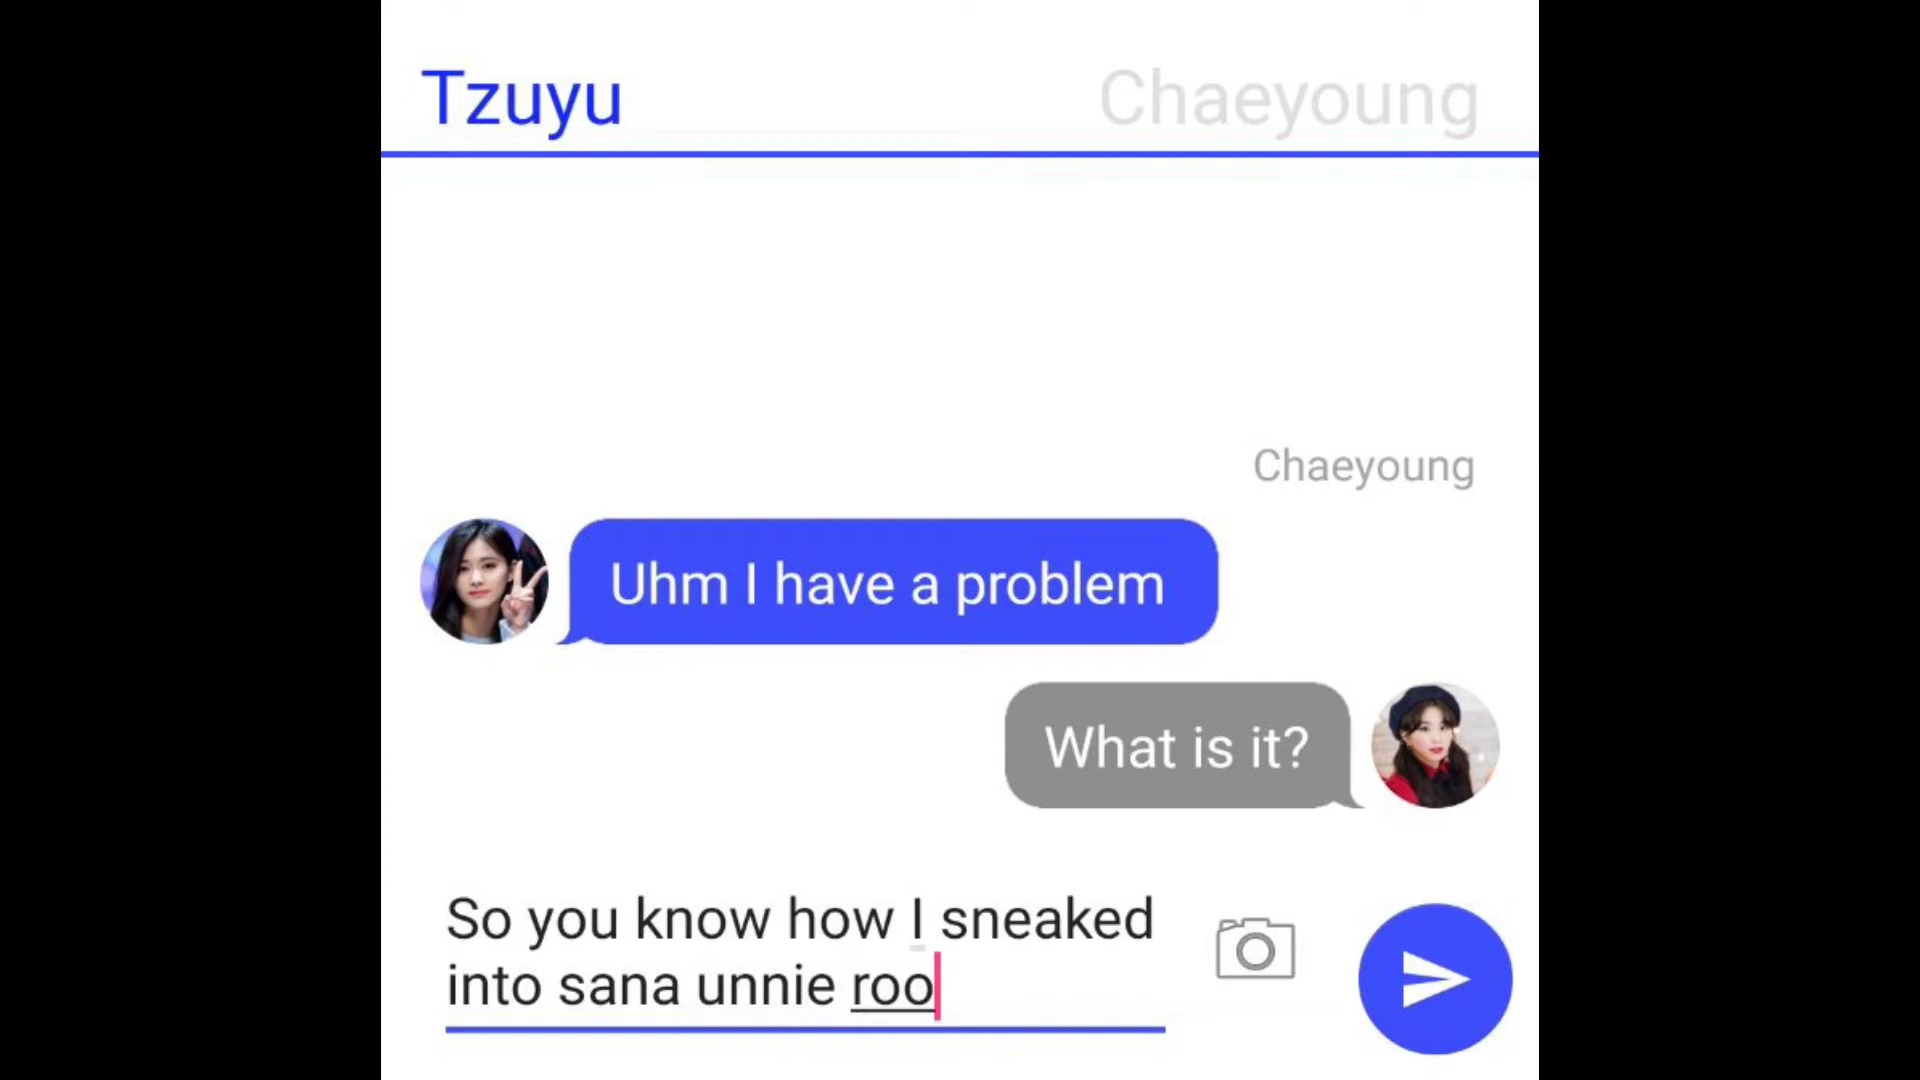 Tzuyu
Chaeyoung
Chaeyoung
Uhm I have a problem
What is it?
So you know how I sneaked
into sana unnie roo